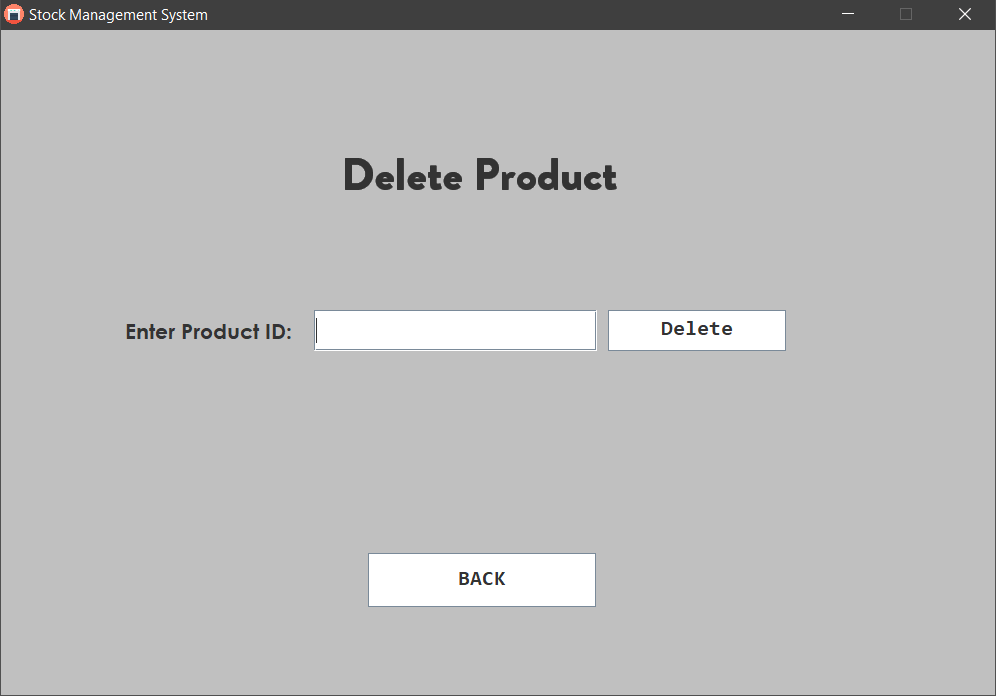 Stock Management System
Delete Product
Enter Product ID:
Delete
BACK